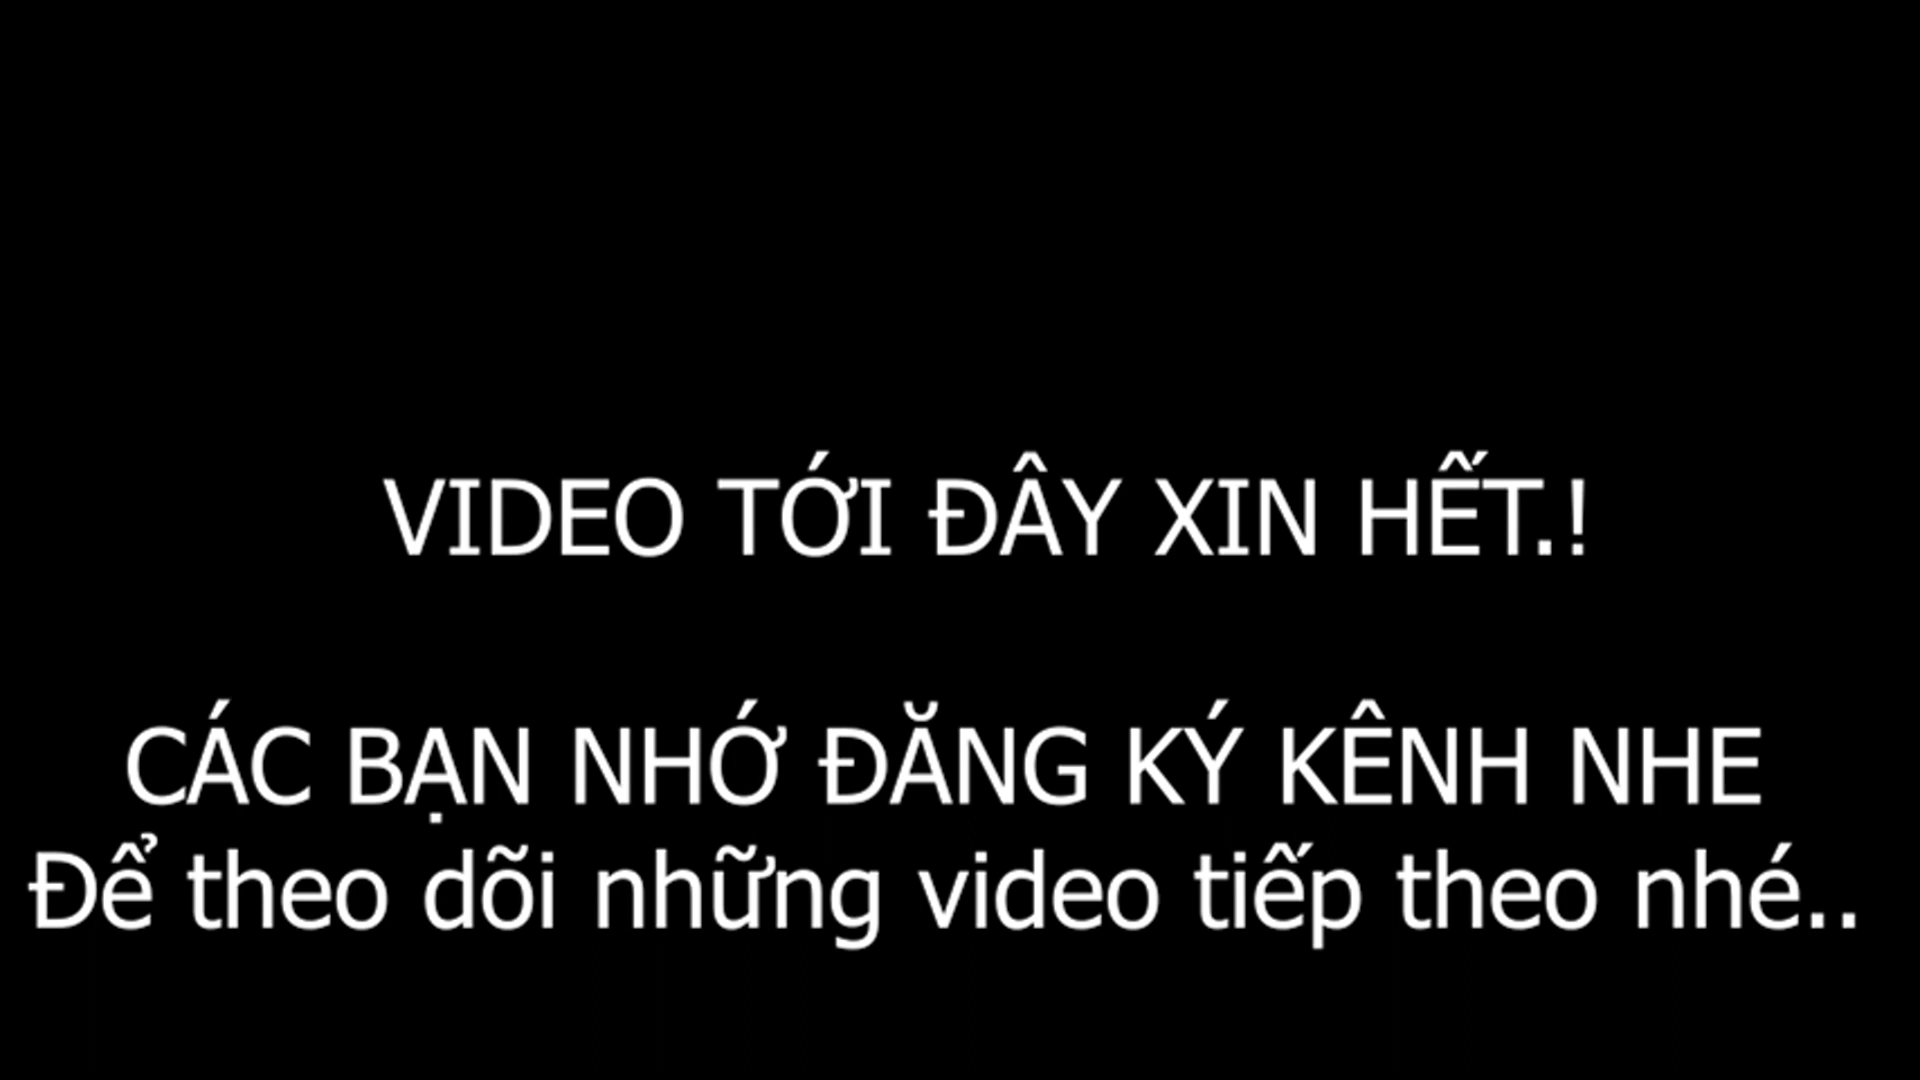 VIDEO TỚI ĐÂY XIN HẾT.!
CÁC BẠN NHỚ ĐĂNG KÝ KÊNH NHE
Để theo dõi những video tiếp theo nhé..